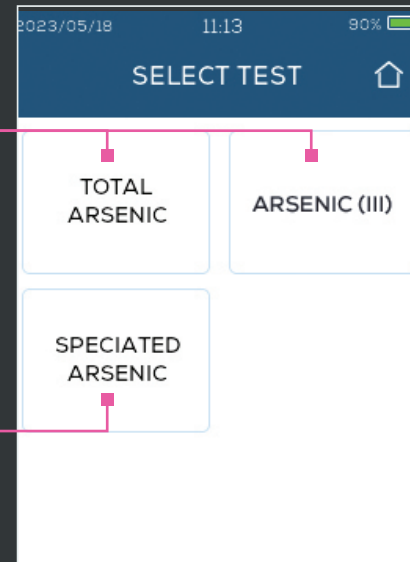 2023/05/18 11:13 90%
SELECT TEST
TOTAL
ARSENIC
ARSENIC (III)
SPECIATED
ARSENIC